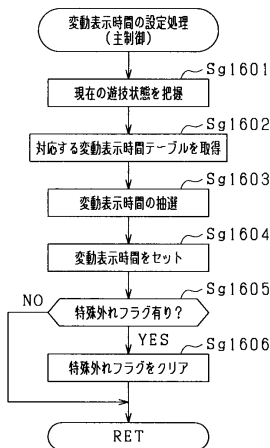 変動表示時間の設定処理
(主制御)
Sg1601
現在の遊技状態を把握
Sg1602
対応する変動表示時間テーブルを取得
Sg1603
変動表示時間の抽選
Sg1604
変動表示時間をセット
Sg1605
特殊外れフラグ有り?
NO
YES
Sg1606
特殊外れフラグをクリア
RET